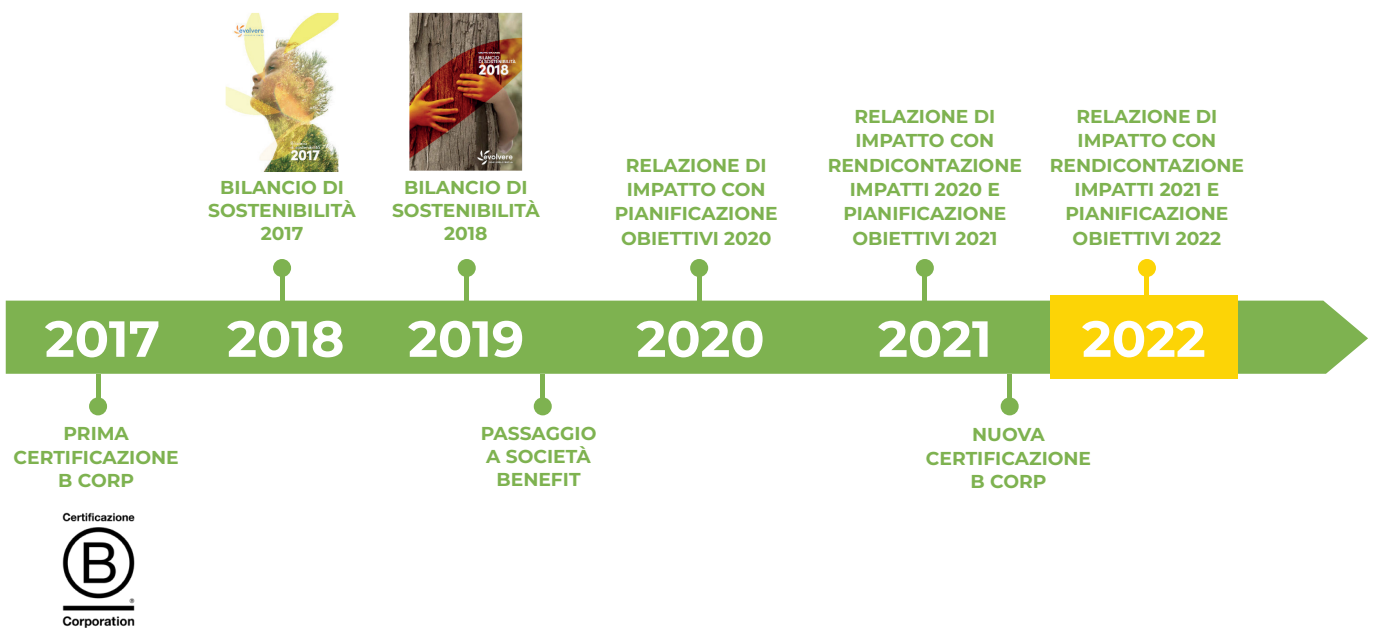 evolvere
2017
BILANCIO DI
SOSTENIBILITÀ
2017
BILANCIO
DI SOSTENIBILITÀ
2018
evolvere
BILANCIO DI
SOSTENIBILITÀ
2018
RELAZIONE DI
IMPATTO CON
PIANIFICAZIONE
OBIETTIVI 2020
RELAZIONE DI
IMPATTO CON
RENDICONTAZIONE
IMPATTI 2020 E
PIANIFICAZIONE
OBIETTIVI 2021
RELAZIONE DI
IMPATTO CON
RENDICONTAZIONE
IMPATTI 2021 E
PIANIFICAZIONE
OBIETTIVI 2022
2017
2018
2019
2020
2021
2022
PRIMA
CERTIFICAZIONE
B CORP
PASSAGGIO
A SOCIETÀ
BENEFIT
NUOVA
CERTIFICAZIONE
B CORP
Certificazione
B
®
Corporation